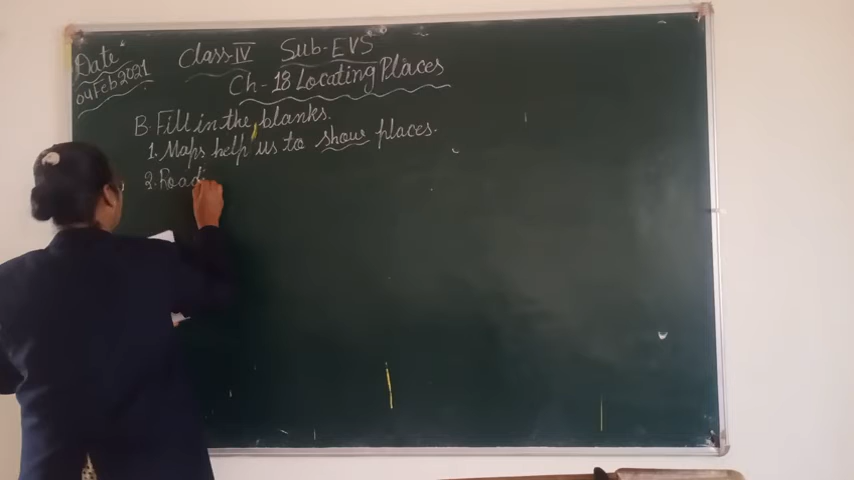 Date
04 Feb 2021
Class IV Sub-EVS
Ch-18 Locating Places
B. Fill in the blanks.
1. Maps help us to show places.
2. Road